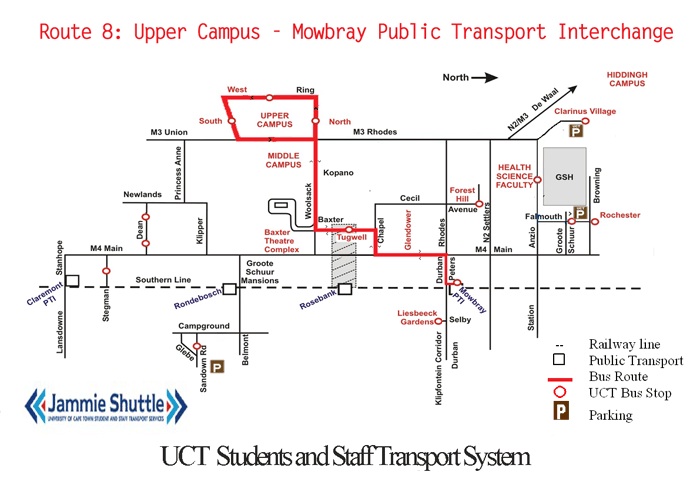 Route 8: Upper Campus - Mowbray Public Transport Interchange
North
HIDDINGH
CAMPUS
West
Ring
N2/M3 De Waal
Clarinus Village
South
UPPER
CAMPUS
North
M3 Union
M3 Rhodes
MIDDLE
CAMPUS
Princess Anne
Kopano
HEALTH
SCIENCE
FACULTY
GSH
Browning
Newlands
Woolsack
Cecil
Forest
Hill
Avenue
Dean
Klipper
Baxter
Tugwell
Chapel
Glendower
Rhodes
N2 Settlers
Falmouth
Rochester
Baxter
Theatre
Complex
Anzio
Groote
Schuur
Stanhope
M4 Main
M4
Main
Southern Line
Groote
Schuur
Mansions
Durban
Peters
Claremont
PTI
Stegman
Rondebosch
Rosebank
Mowbray
PTI
Lansdowne
Campground
Liesbeeck
Gardens
Selby
Station
Glebe
Sandown Rd
Belmont
Klipfontein Corridor
Durban
P
P
P
Railway line
Public Transport
Bus Route
UCT Bus Stop
P
Parking
Jammie Shuttle
UNIVERSITY OF CAPE TOWN STUDENT AND STAFF TRANSPORT SERVICES
UCT Students and Staff Transport System